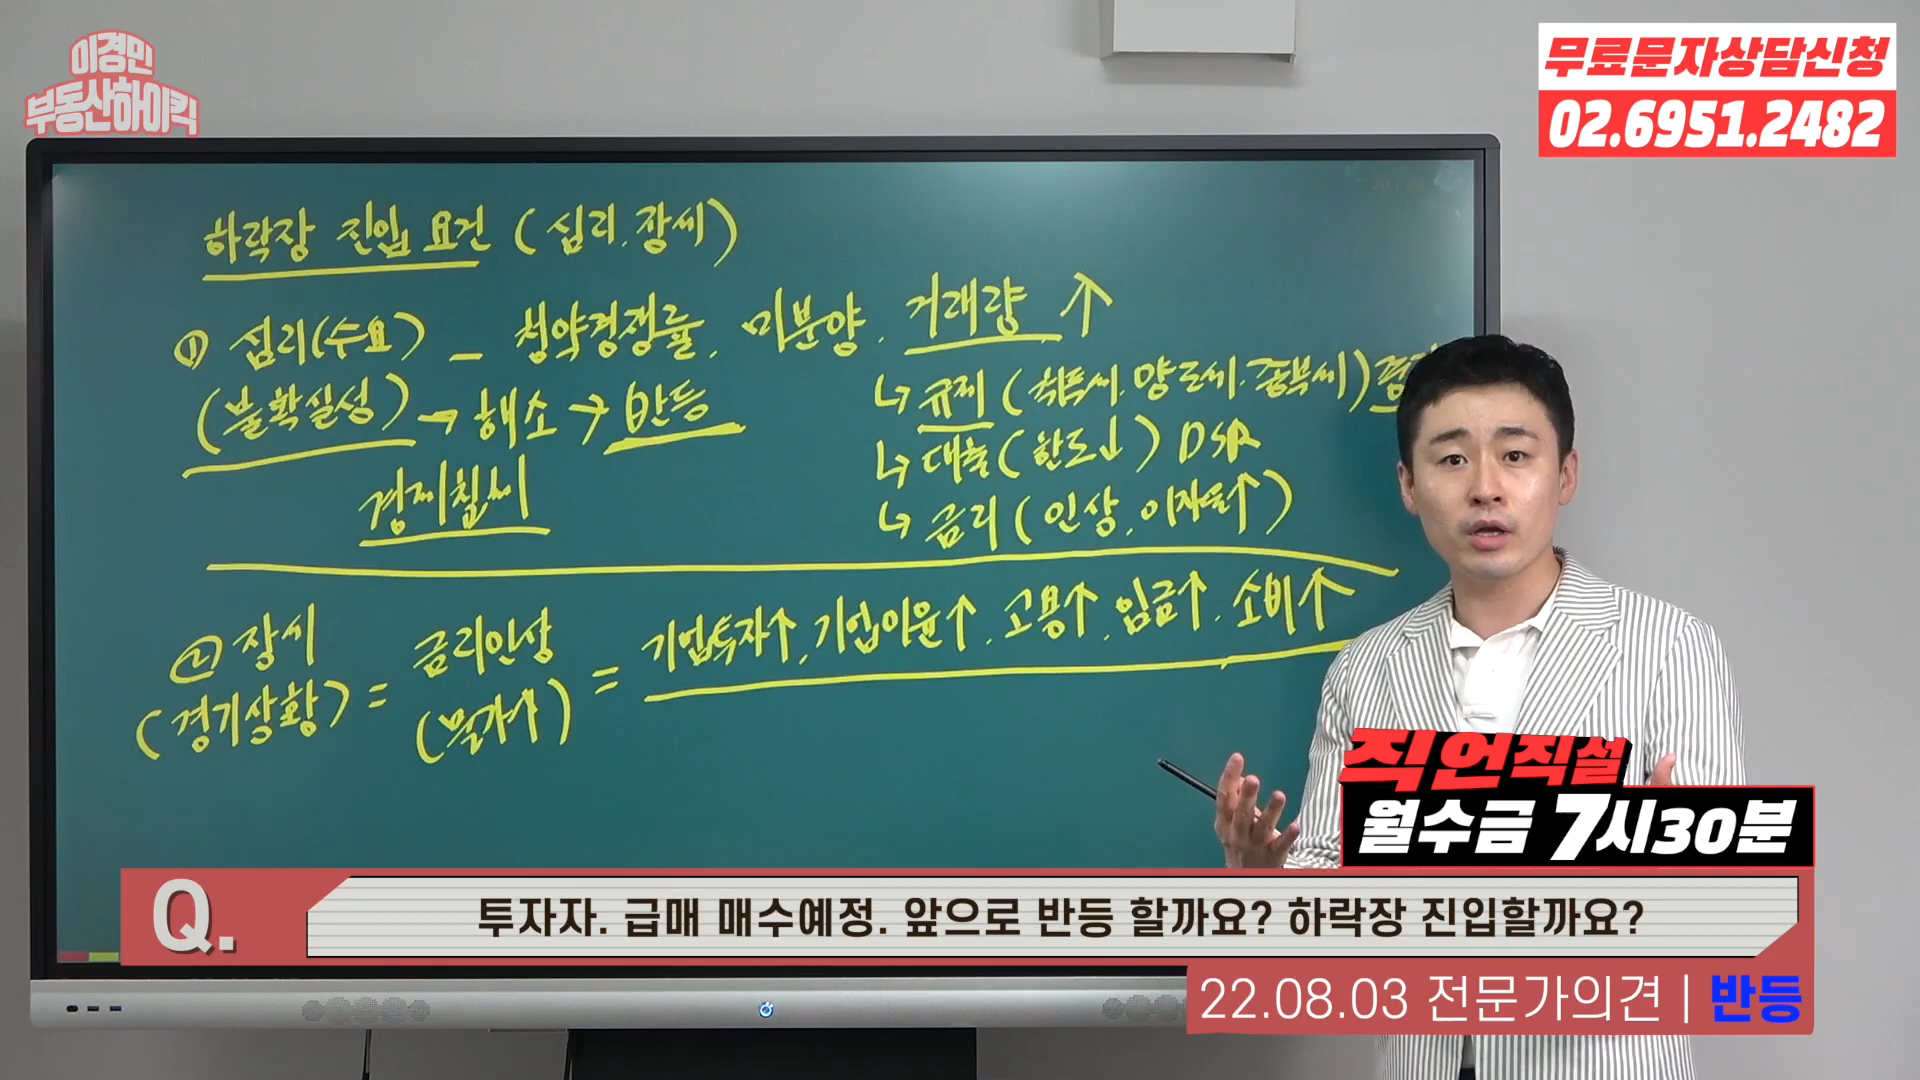 이경민
부동산하이킥
무료문자상담신청
02.6951.2482
하락장 진입 요건 (심리.장세)
① 심리(수요) - 청약경쟁률, 미분양, 거래량 ↑
(불확실성) → 해소 → 반등
경제침체
↳ 규제 (취득세.양도세.종부세)
↳ 대출 (한도↓) DSR
↳ 금리 (인상, 이자율↑)
② 장세 = 금리인상 = 기업투자↑, 기업이윤↑, 고용↑, 임금↑, 소비↑
(경기상황) (물가↑)
직언직설
월수금 7시30분
Q. 투자자. 급매 매수예정. 앞으로 반등 할까요? 하락장 진입할까요?
22.08.03 전문가의견 | 반등